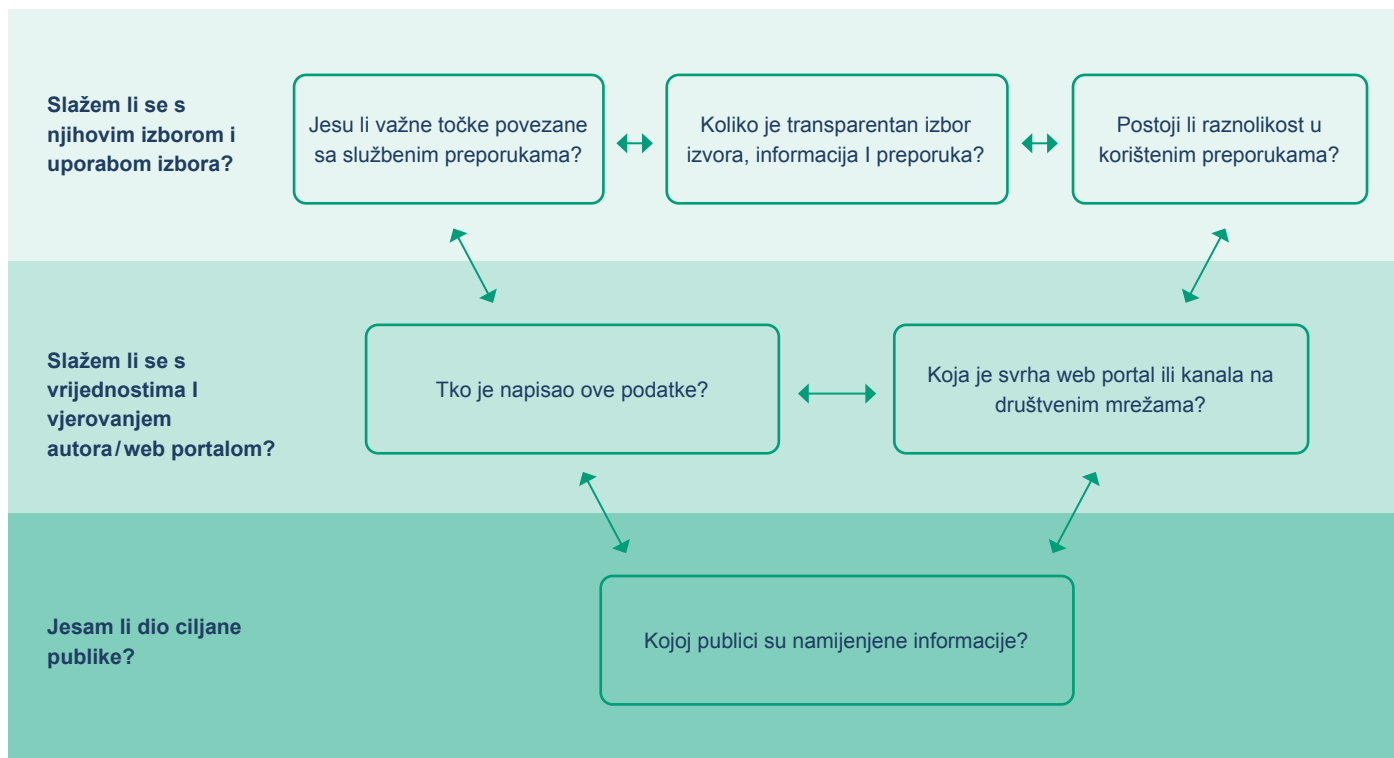 Slažem li se s
njihovim izborom i
uporabom izbora?
Jesu li važne točke povezane
sa službenim preporukama?
Koliko je transparentan izbor
izvora, informacija I preporuka?
Postoji li raznolikost u
korištenim preporukama?
Slažem li se s
vrijednostima I
vjerovanjem
autora/web portalom?
Tko je napisao ove podatke?
Koja je svrha web portal ili kanala na
društvenim mrežama?
Jesam li dio ciljane
publike?
Kojoj publici su namijenjene informacije?